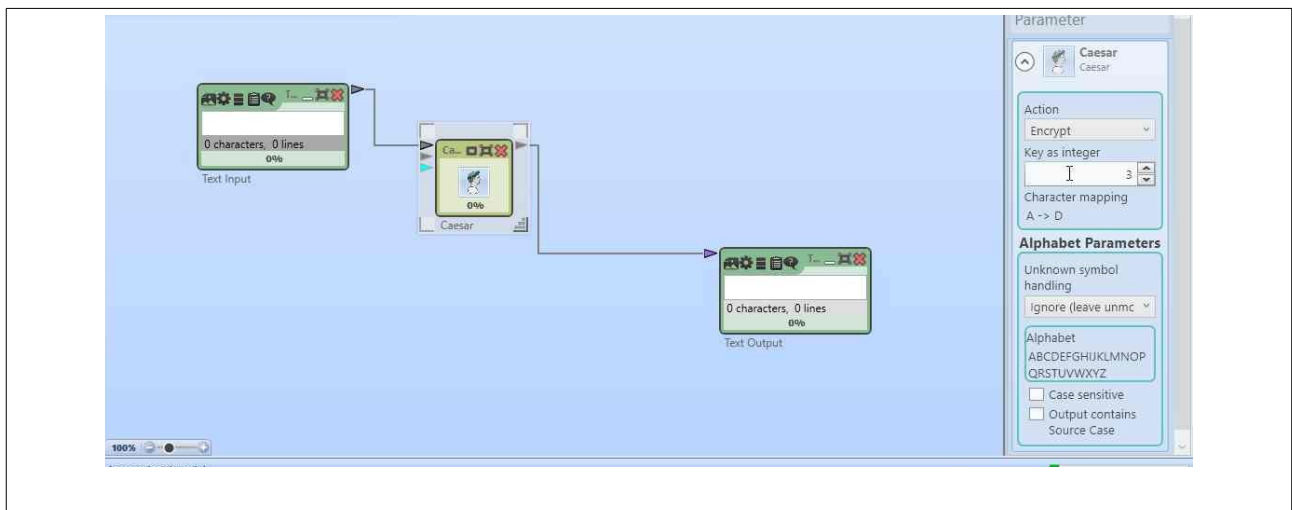 Parameter
Caesar
Caesar
Action
Encrypt
Key as integer
3
Character mapping
A -> D
Alphabet Parameters
Unknown symbol
handling
Ignore (leave unmc
Alphabet
ABCDEFGHIJKLMNOP
QRSTUVWXYZ
Case sensitive
Output contains
Source Case
T...
0 characters, 0 lines
0%
Text Input
Ca...
0%
Caesar
T...
0 characters, 0 lines
0%
Text Output
100%